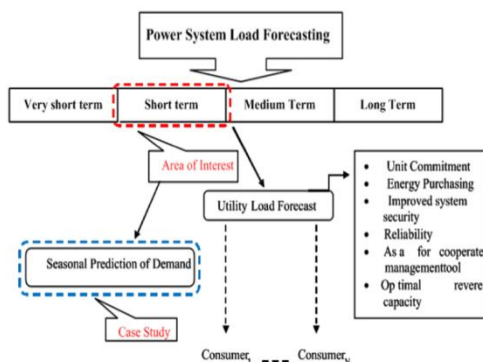 Power System Load Forecasting
Very short term
Short term
Medium Term
Long Term
Area of Interest
Utility Load Forecast
Unit Commitment
Energy Purchasing
Improved system
security
Reliability
As a for cooperate
managementtool
Op timal revere
capacity
Seasonal Prediction of Demand
Case Study
Consumer1 --- ConsumerN